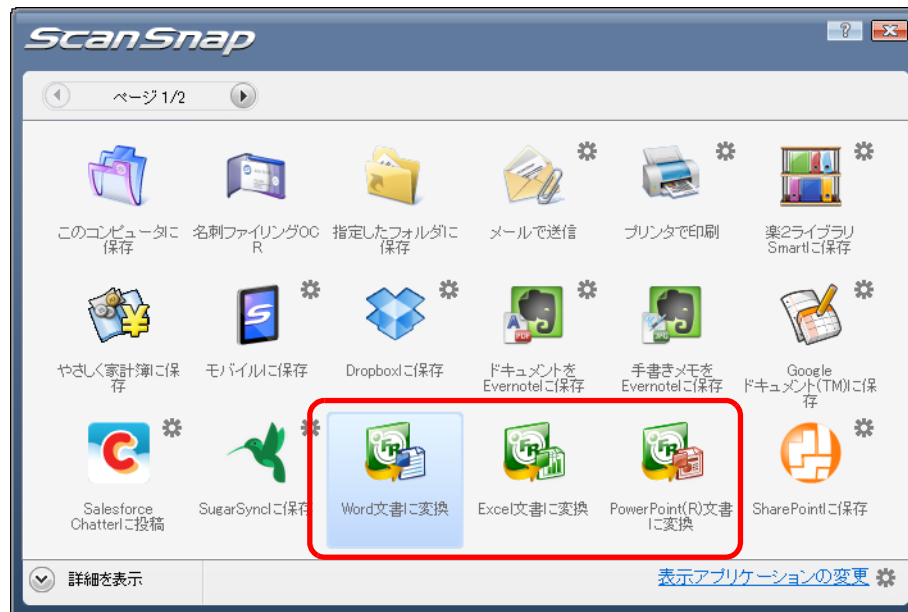 ScanSnap
ページ 1/2
このコンピュータに
保存
名刺ファイリングOC
R
指定したフォルダに
保存
メールで送信
プリンタで印刷
楽2ライブラリ
Smartに保存
やさしく家計簿に保
存
モバイルに保存
Dropboxに保存
ドキュメントを
Evernoteに保存
手書きメモを
Evernoteに保存
Google
ドキュメント(TM)に保
存
Salesforce
Chatterに投稿
SugarSyncに保存
Word文書に変換
Excel文書に変換
PowerPoint(R)文書
に変換
SharePointに保存
詳細を表示
表示アプリケーションの変更